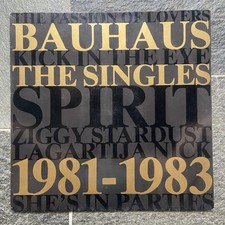 THE PASSION OF LOVERS
BAUHAUS
KICK IN THE EYE
THE SINGLES
SPIRIT
ZIGGY STARDUST
LAGARTIJA NICK
1981-1983
SHE'S IN PARTIES